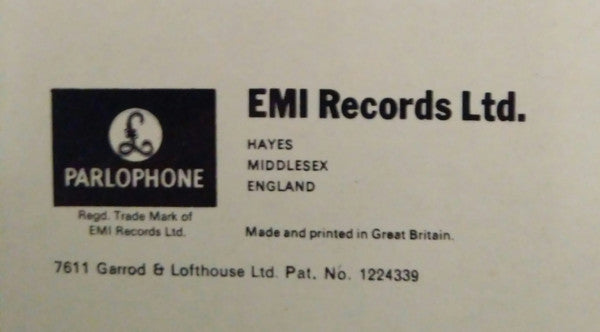 EMI Records Ltd.
HAYES
MIDDLESEX
ENGLAND
PARLOPHONE
Regd. Trade Mark of
EMI Records Ltd.
Made and printed in Great Britain.
7611 Garrod & Lofthouse Ltd. Pat. No. 1224339